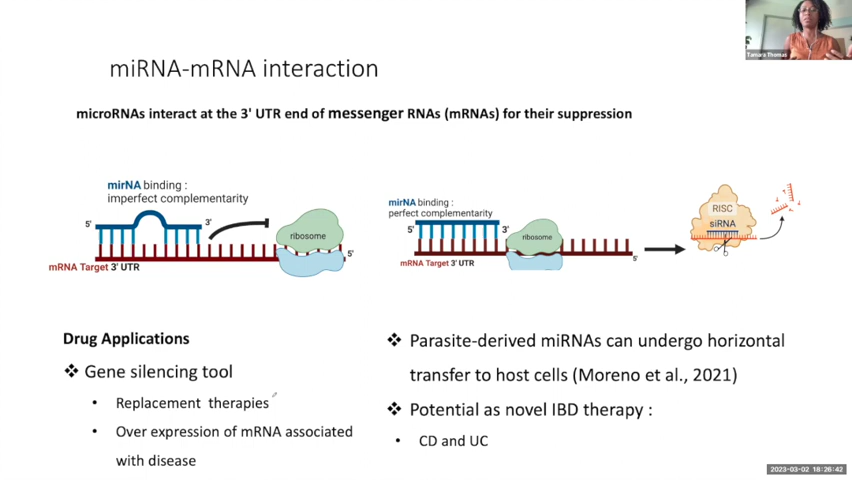 Tamara Thomas
miRNA-mRNA interaction
microRNAs interact at the 3' UTR end of messenger RNAs (mRNAs) for their suppression
mirNA binding :
imperfect complementarity
5'
3'
ribosome
5'
mRNA Target 3' UTR
mirNA binding :
perfect complementarity
5'
3'
ribosome
5'
mRNA Target 3' UTR
RISC
siRNA
Drug Applications
❖ Gene silencing tool
• Replacement therapies
• Over expression of mRNA associated
with disease
❖ Parasite-derived miRNAs can undergo horizontal
transfer to host cells (Moreno et al., 2021)
❖ Potential as novel IBD therapy :
• CD and UC
2023-03-02 18:26:42